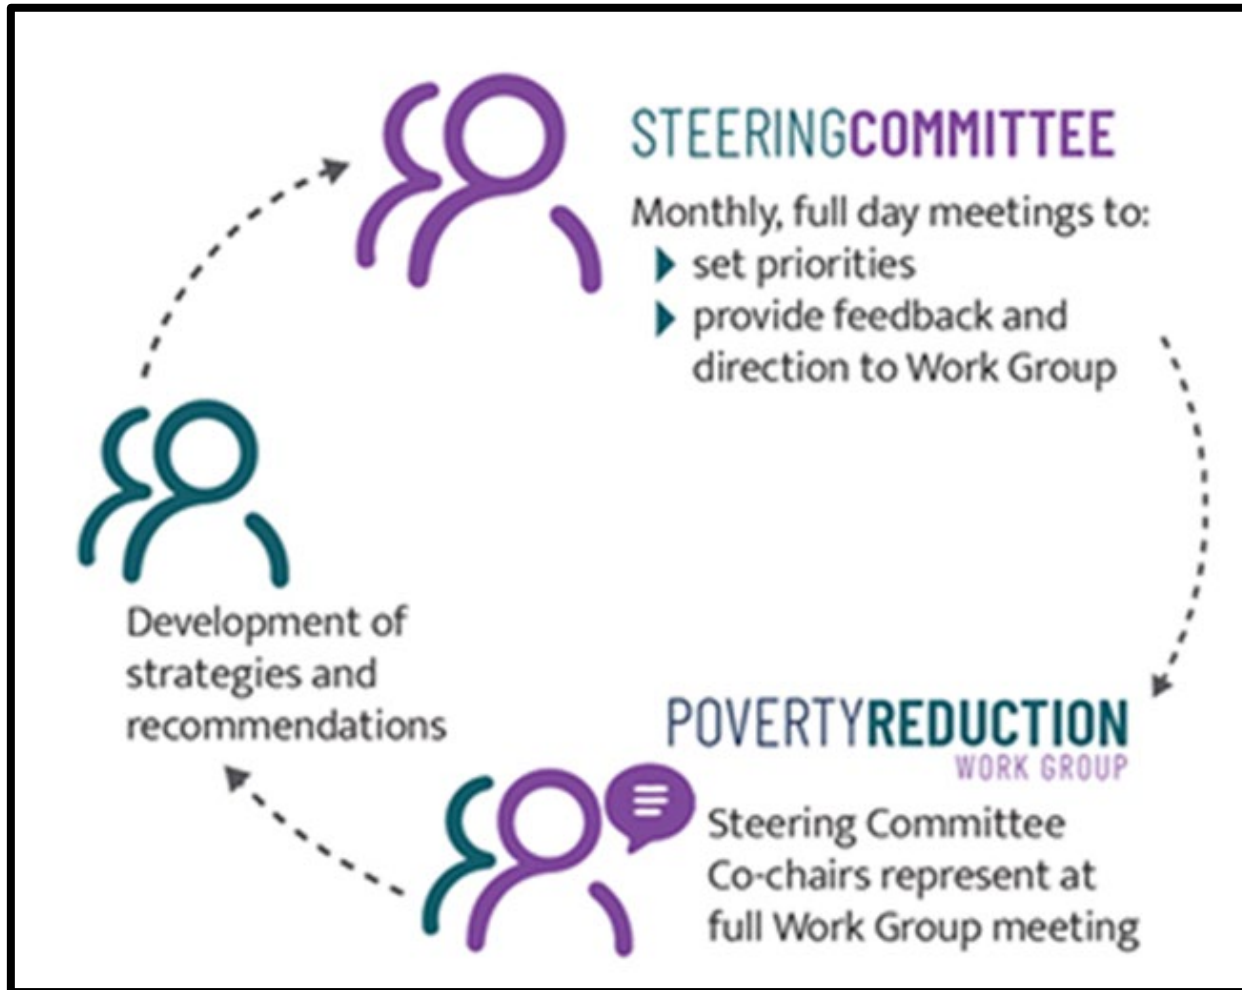 STEERINGCOMMITTEE
Monthly, full day meetings to:
set priorities
provide feedback and
direction to Work Group
POVERTYREDUCTION
WORK GROUP
Steering Committee
Co-chairs represent at
full Work Group meeting
Development of
strategies and
recommendations